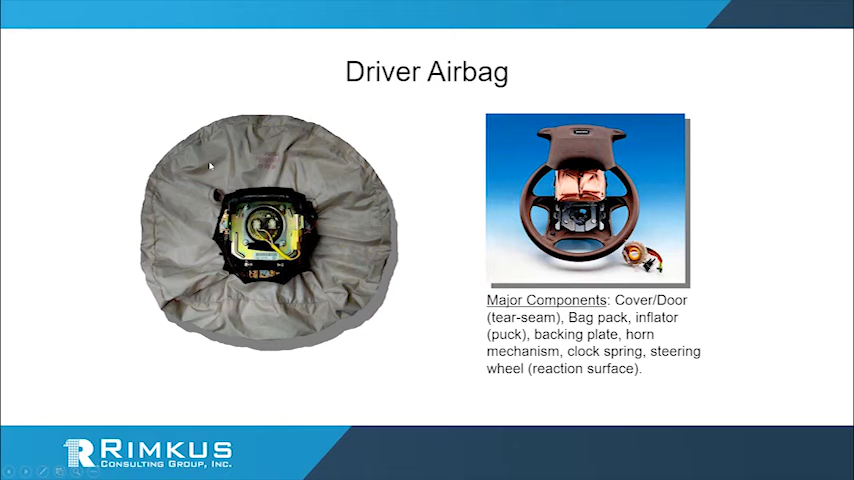 Driver Airbag
Major Components: Cover/Door
(tear-seam), Bag pack, inflator
(puck), backing plate, horn
mechanism, clock spring, steering
wheel (reaction surface).
RIMKUS
CONSULTING GROUP, INC.